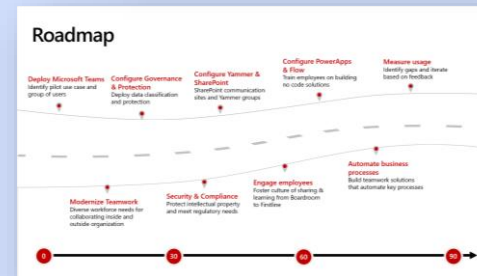 Roadmap
Deploy Microsoft Teams
Identify pilot use case and
group of users
Configure Governance
& Protection
Deploy data classification
and protection
Configure Yammer &
SharePoint
SharePoint communication
sites and Yammer groups
Configure PowerApps
& Flow
Train employees on building
no code solutions
Measure usage
Identify gaps and iterate
based on feedback
Modernize Teamwork
Diverse workforce needs for
collaborating inside and
outside organization
Security & Compliance
Protect intellectual property
and meet regulatory needs
Engage employees
Foster culture of sharing &
learning from Boardroom
to Firstline
Automate business
processes
Build teamwork solutions
that automate key processes
0
30
60
90